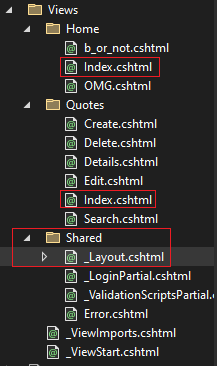 Views
Home
b_or_not.cshtml
Index.cshtml
OMG.cshtml
Quotes
Create.cshtml
Delete.cshtml
Details.cshtml
Edit.cshtml
Index.cshtml
Search.cshtml
Shared
_Layout.cshtml
_LoginPartial.cshtml
_ValidationScriptsPartial.c
Error.cshtml
_ViewImports.cshtml
_ViewStart.cshtml